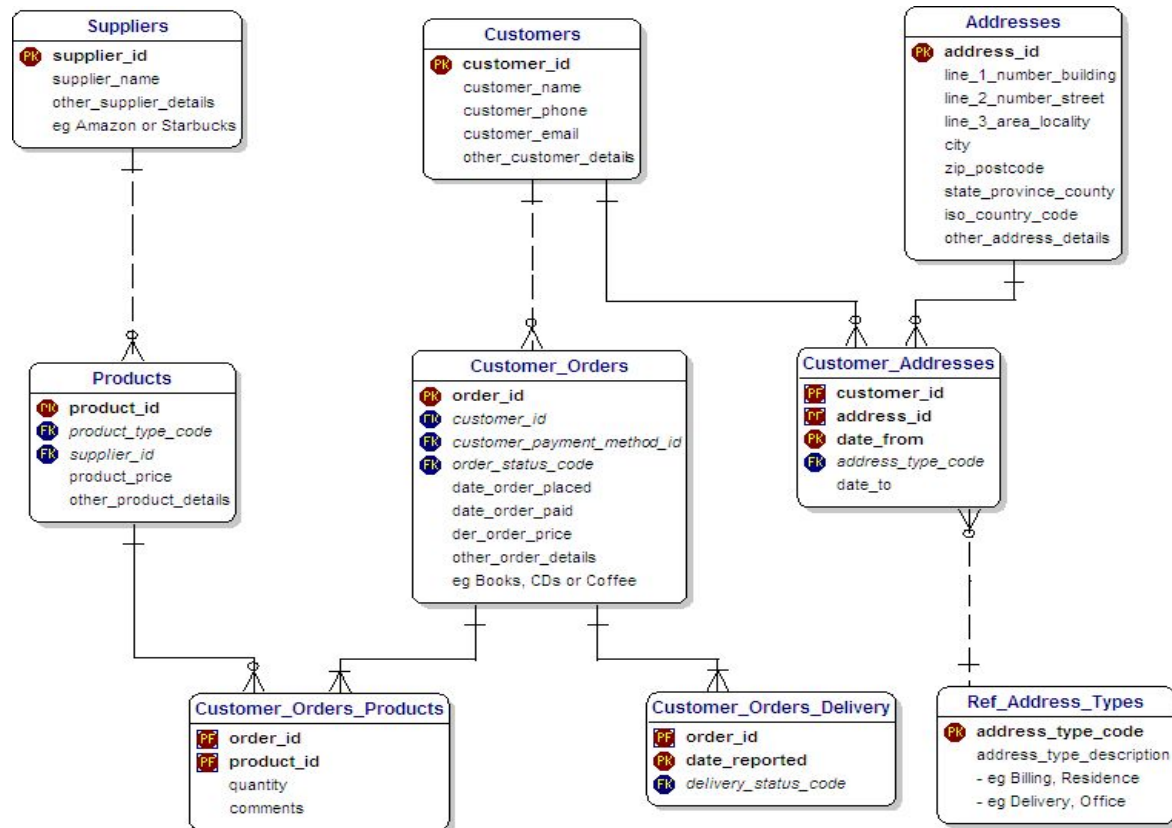 Suppliers
PK supplier_id
supplier_name
other_supplier_details
eg Amazon or Starbucks
Customers
PK customer_id
customer_name
customer_phone
customer_email
other_customer_details
Addresses
PK address_id
line_1_number_building
line_2_number_street
line_3_area_locality
city
zip_postcode
state_province_county
iso_country_code
other_address_details
Products
PK product_id
FK product_type_code
FK supplier_id
product_price
other_product_details
Customer_Orders
PK order_id
FK customer_id
FK customer_payment_method_id
FK order_status_code
date_order_placed
date_order_paid
der_order_price
other_order_details
eg Books, CDs or Coffee
Customer_Addresses
PF customer_id
PF address_id
PK date_from
FK address_type_code
date_to
Customer_Orders_Products
PF order_id
PF product_id
quantity
comments
Customer_Orders_Delivery
PF order_id
PK date_reported
FK delivery_status_code
Ref_Address_Types
PK address_type_code
address_type_description
- eg Billing, Residence
- eg Delivery, Office